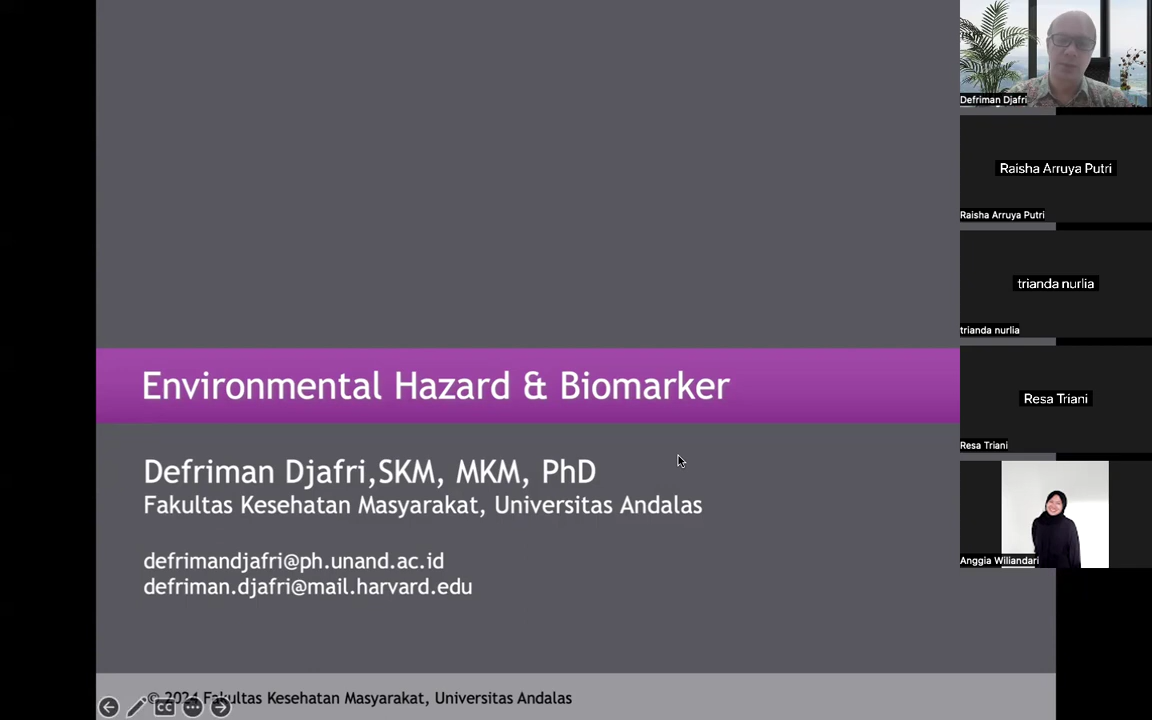 Environmental Hazard & Biomarker
Defriman Djafri,SKM, MKM, PhD
Fakultas Kesehatan Masyarakat, Universitas Andalas
defrimandjafri@ph.unand.ac.id
defriman.djafri@mail.harvard.edu
© 2024 Fakultas Kesehatan Masyarakat, Universitas Andalas
CC
Defriman Djafri
Raisha Arruya Putri
Raisha Arruya Putri
trianda nurlia
trianda nurlia
Resa Triani
Resa Triani
Anggia Wiliandari